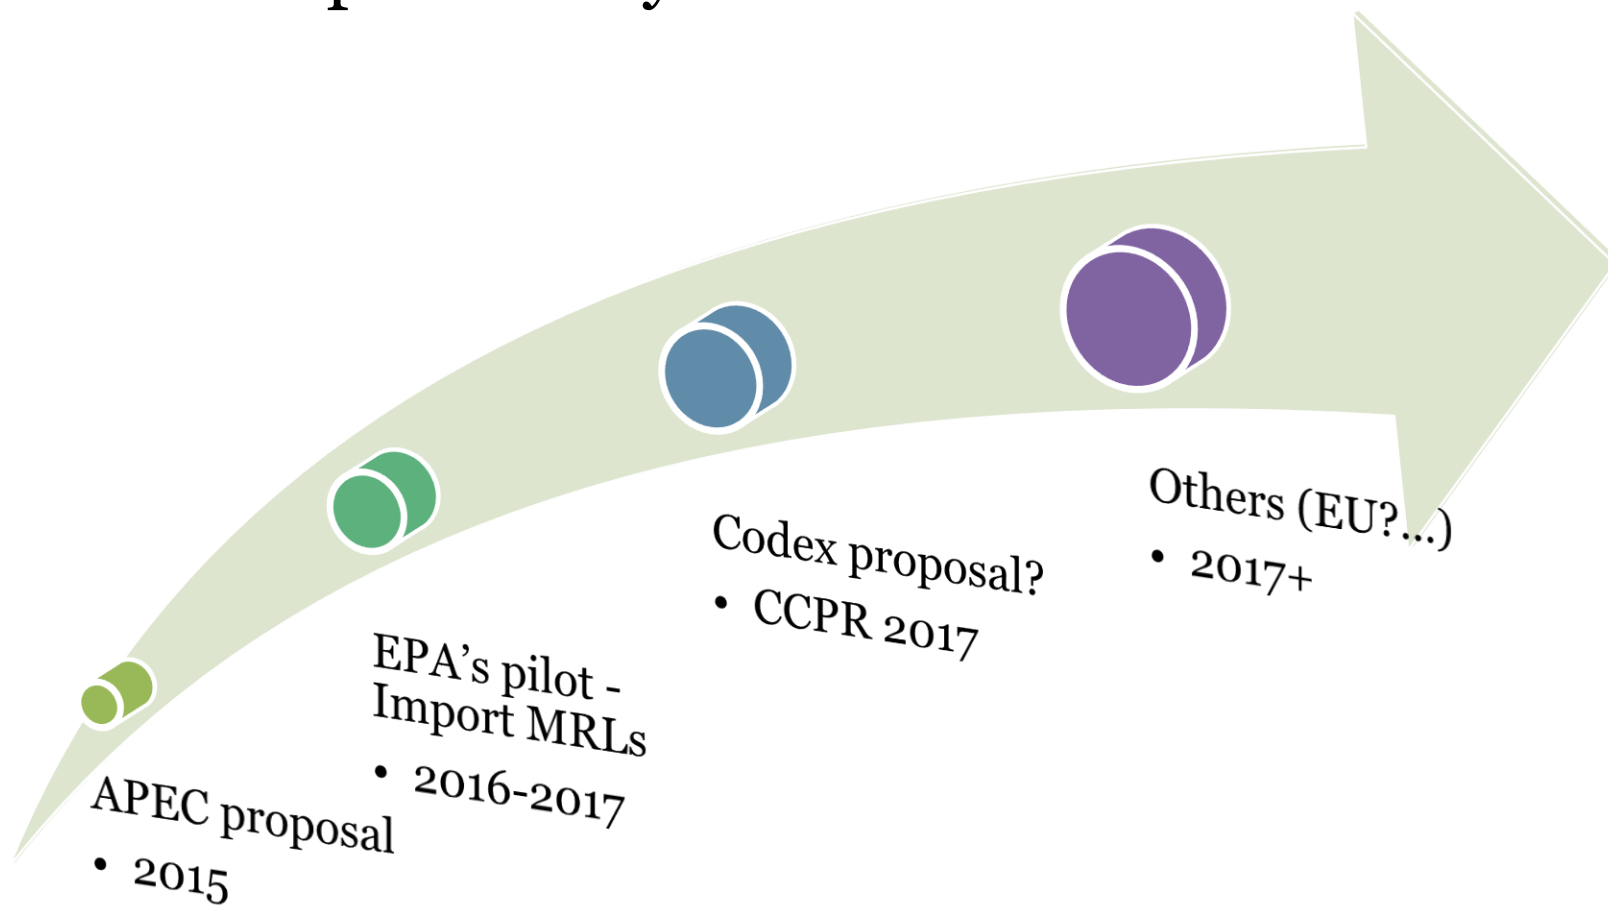 APEC proposal
• 2015
EPA’s pilot -
Import MRLs
• 2016-2017
Codex proposal?
• CCPR 2017
Others (EU?...)
• 2017+